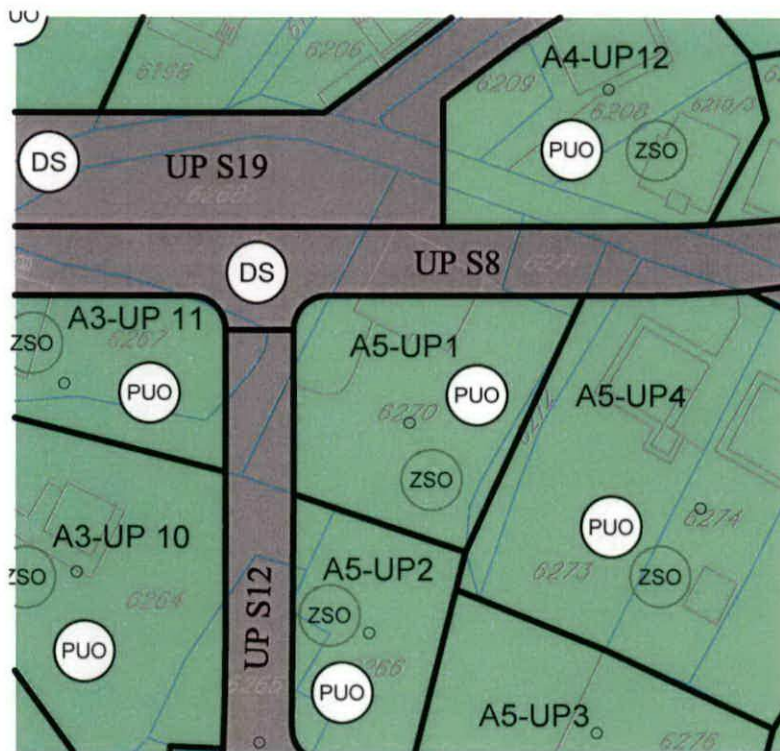 UO
6198
6206
A4-UP12
6209
6208
6210/3
DS
UP S19
PUO
ZSO
6268
DS
UP S8
A3-UP 11
6267
ZSO
A5-UP1
PUO
PUO
6270
A5-UP4
ZSO
PUO
6274
A3-UP 10
ZSO
6264
A5-UP2
6273
ZSO
UP S12
ZSO
PUO
PUO
6265
A5-UP3
6276